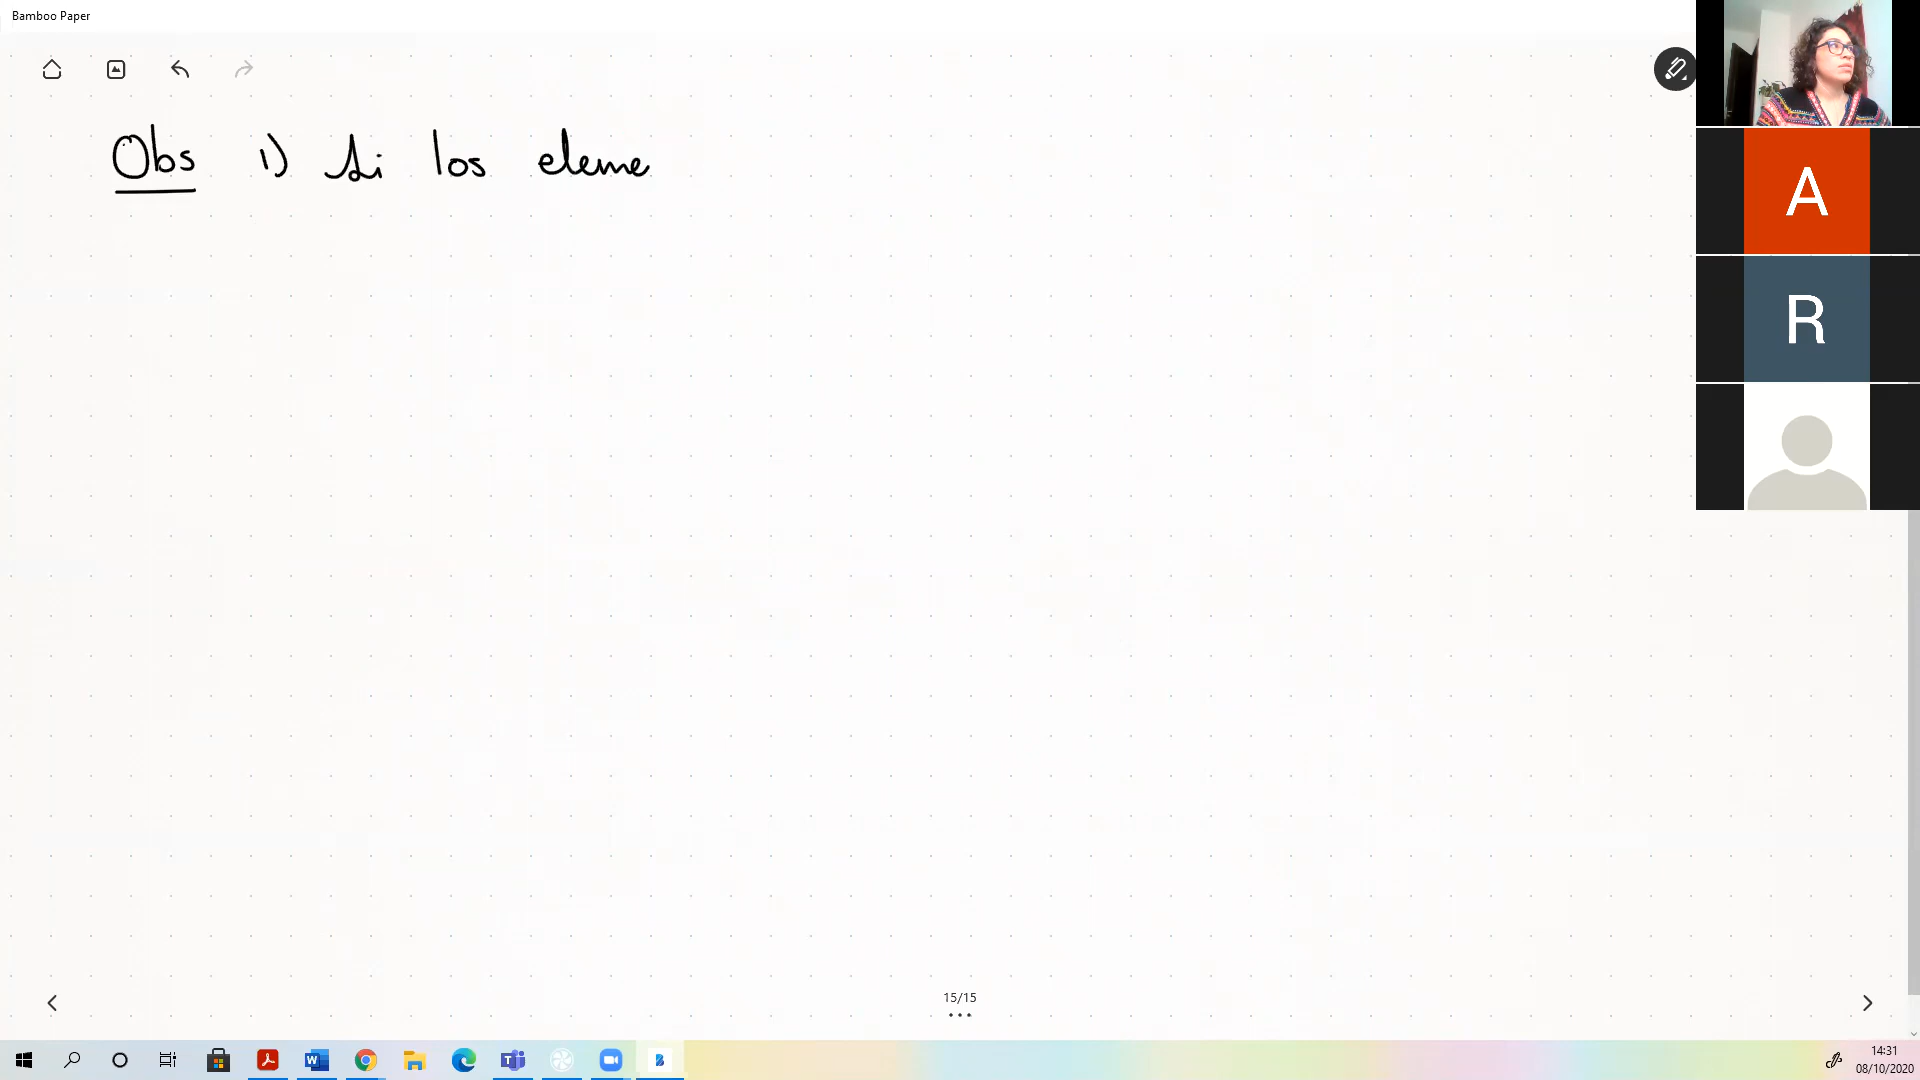 Bamboo Paper
Obs 1) Si los eleme
A
R
15/15
14:31
08/10/2020